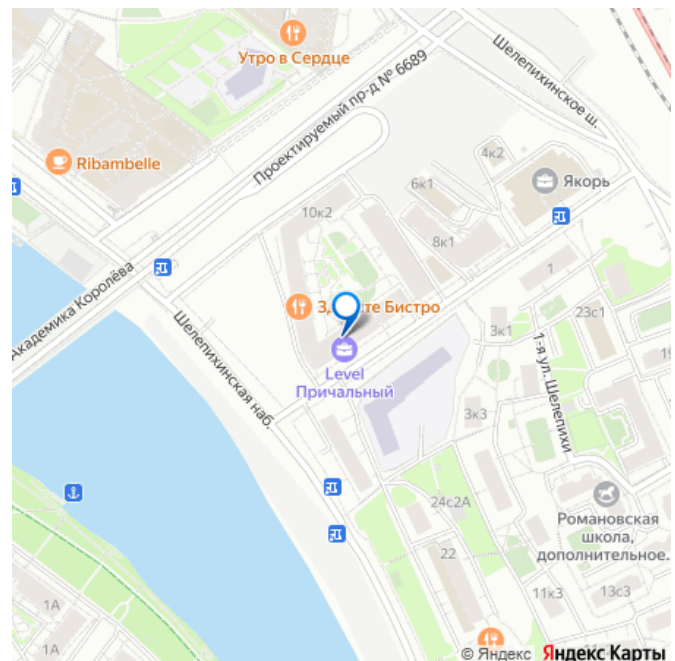 Утро в Сердце
Шелепихинское ш.
Проектируемый пр-д № 6689
Ribambelle
4к2
6к1
Якорь
10к2
8к1
Академика Королёва
1
Шелепихинская наб.
Бистро
3к1
23с1
1-я ул. Шелепихи
Level
Причальный
3к3
24с2А
Романовская
школа,
дополнительное...
22
11к3
13с3
1А
1А
© Яндекс Яндекс Карты